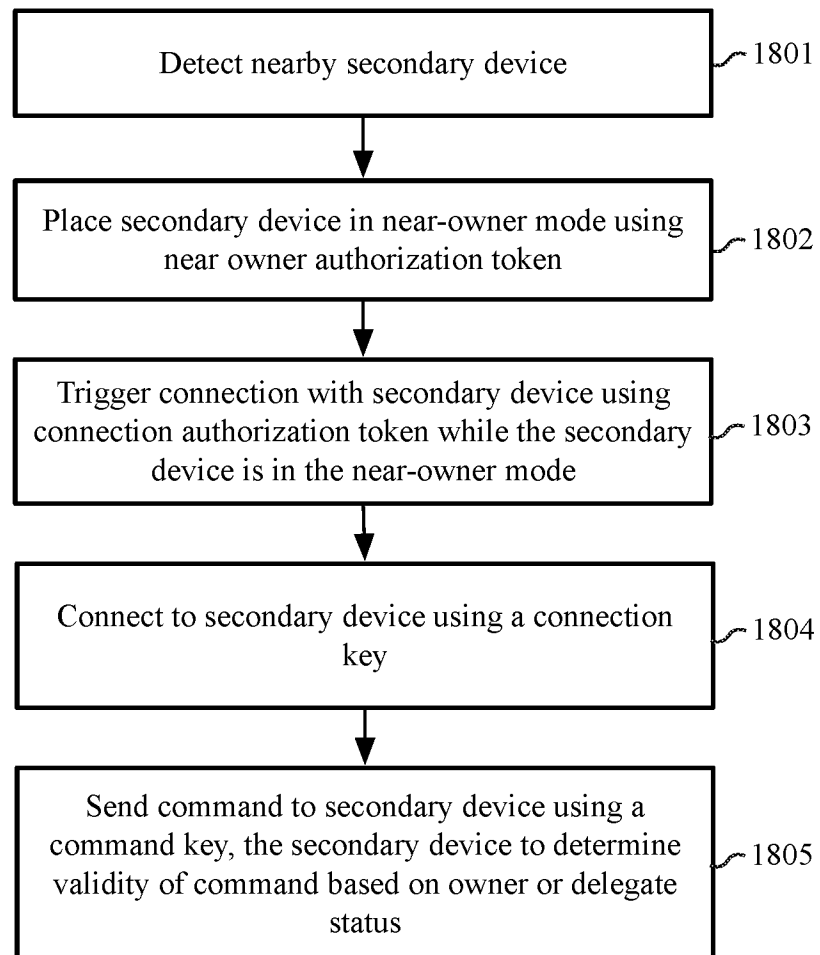 Detect nearby secondary device
1801
Place secondary device in near-owner mode using
near owner authorization token
1802
Trigger connection with secondary device using
connection authorization token while the secondary
device is in the near-owner mode
1803
Connect to secondary device using a connection
key
1804
Send command to secondary device using a
command key, the secondary device to determine
validity of command based on owner or delegate
status
1805